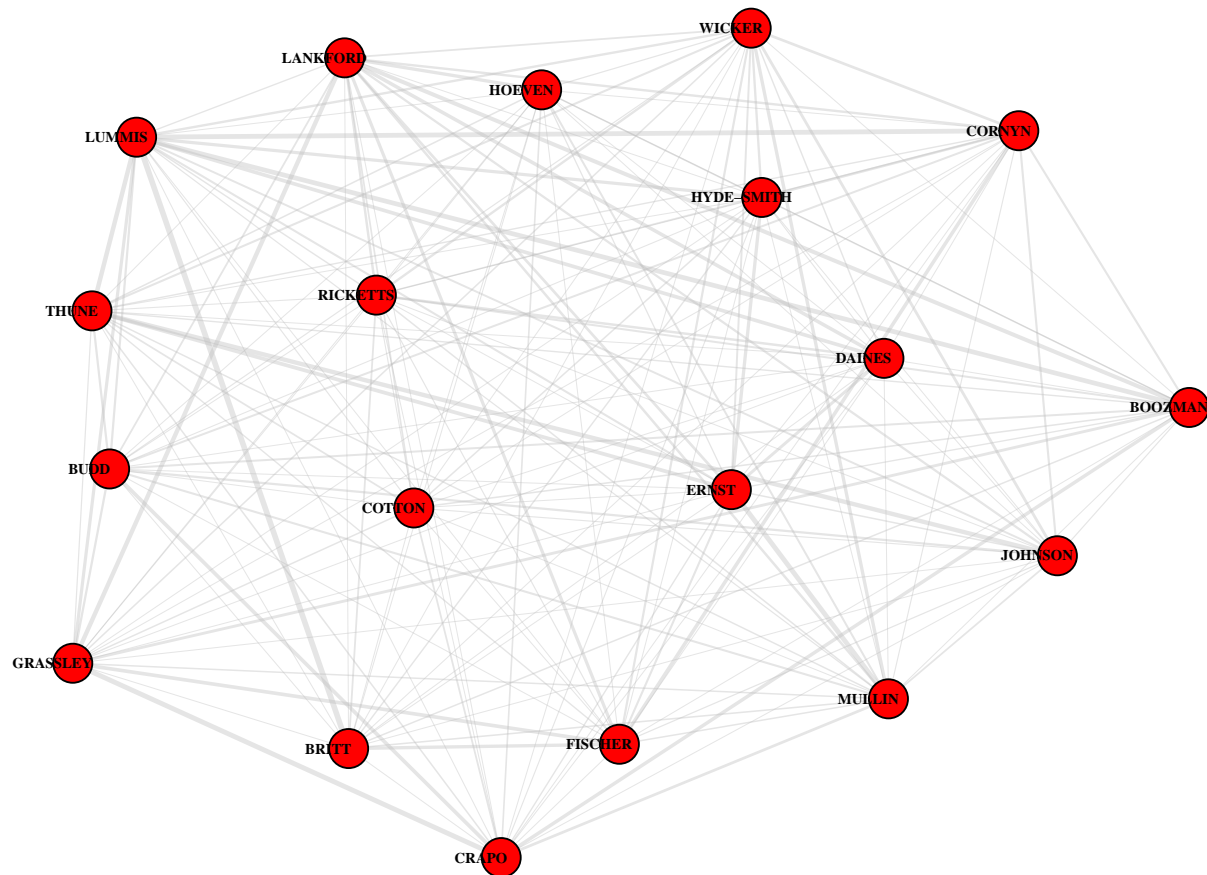 WICKER
LANKFORD
HOEVEN
CORNYN
LUMMIS
HYDE–SMITH
RICKETTS
THUNE
DAINES
BOOZMAN
BUDD
ERNST
COTTON
JOHNSON
GRASSLEY
MULLIN
FISCHER
BRITT
CRAPO